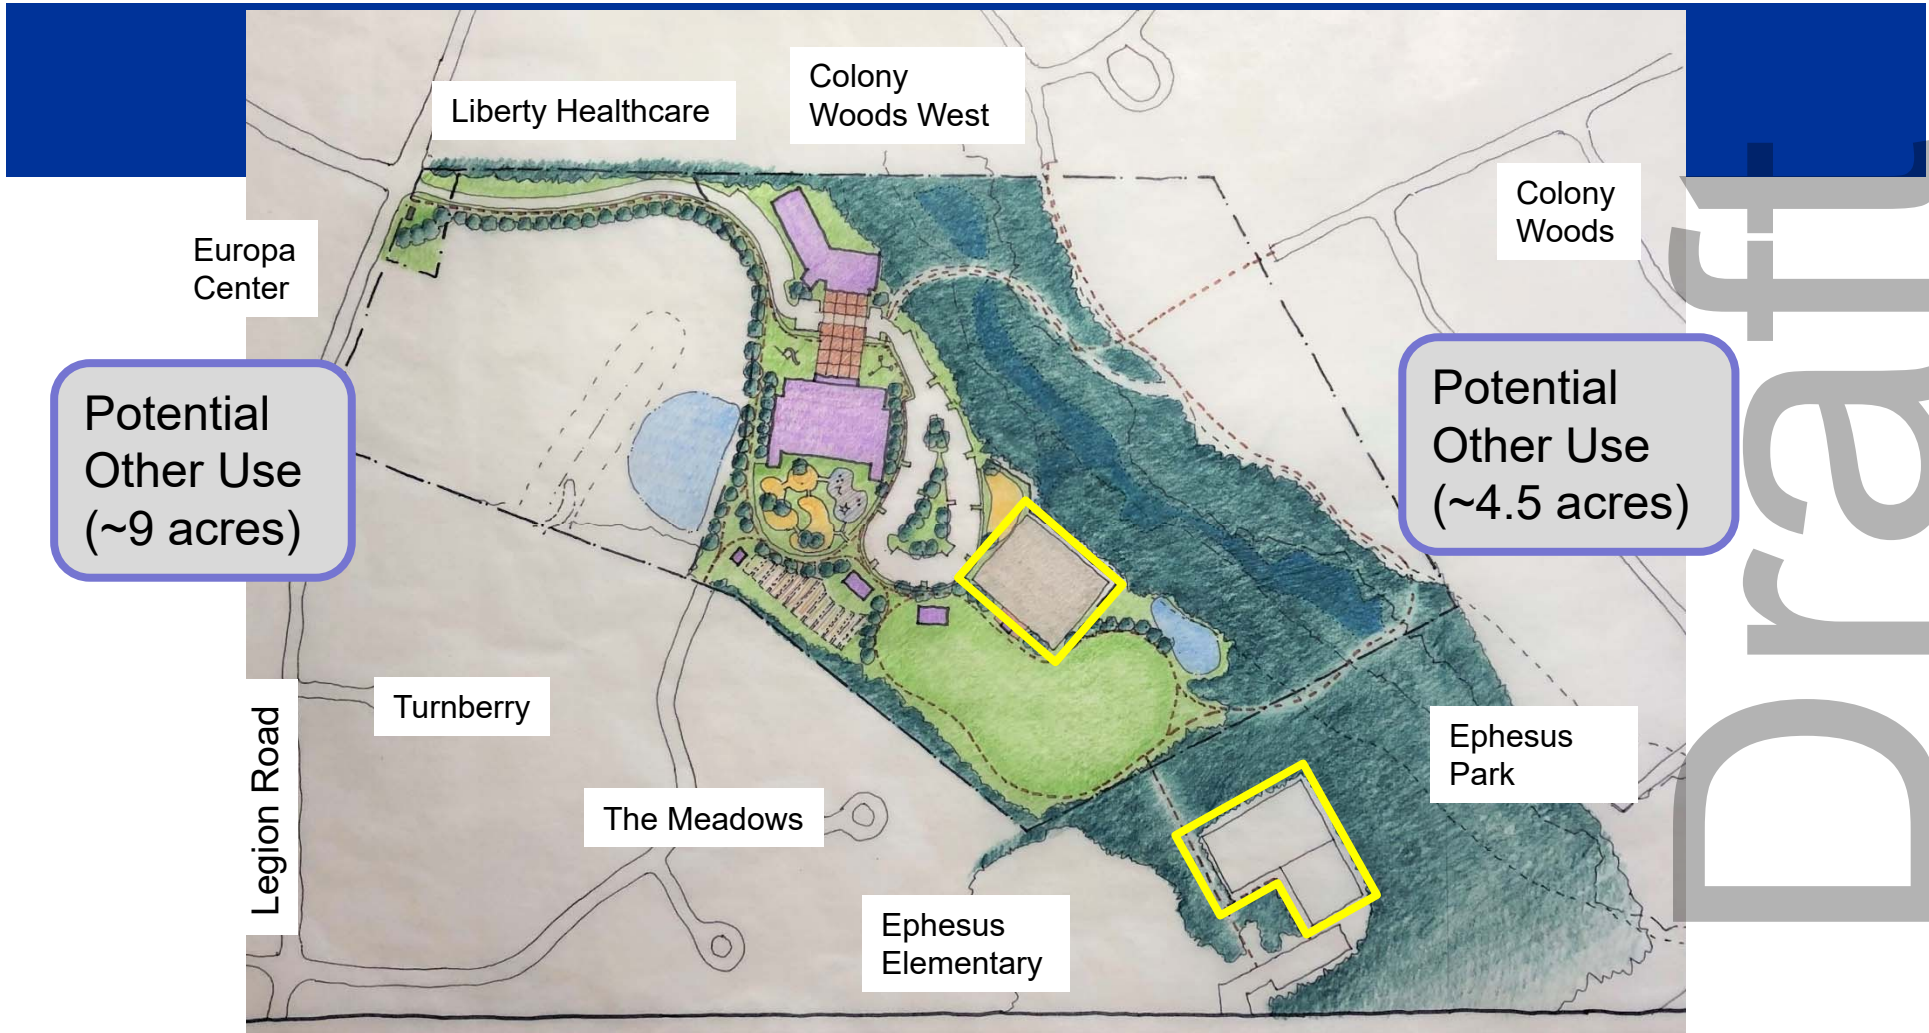 Liberty Healthcare
Colony
Woods West
Colony
Woods
Europa
Center
Potential
Other Use
(~9 acres)
Potential
Other Use
(~4.5 acres)
Turnberry
Legion Road
The Meadows
Ephesus
Park
Ephesus
Elementary
Draft